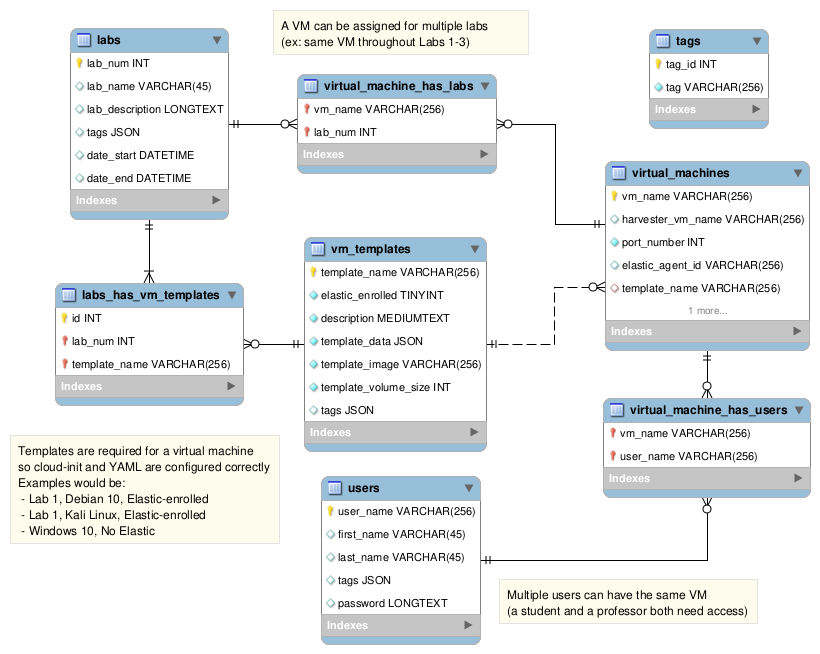 A VM can be assigned for multiple labs
(ex: same VM throughout Labs 1-3)
labs
lab_num INT
lab_name VARCHAR(45)
lab_description LONGTEXT
tags JSON
date_start DATETIME
date_end DATETIME
Indexes
virtual_machine_has_labs
vm_name VARCHAR(256)
lab_num INT
Indexes
tags
tag_id INT
tag VARCHAR(256)
Indexes
virtual_machines
vm_name VARCHAR(256)
harvester_vm_name VARCHAR(256)
port_number INT
elastic_agent_id VARCHAR(256)
template_name VARCHAR(256)
1 more...
Indexes
vm_templates
template_name VARCHAR(256)
elastic_enrolled TINYINT
description MEDIUMTEXT
template_data JSON
template_image VARCHAR(256)
template_volume_size INT
tags JSON
Indexes
labs_has_vm_templates
id INT
lab_num INT
template_name VARCHAR(256)
Indexes
virtual_machine_has_users
vm_name VARCHAR(256)
user_name VARCHAR(256)
Indexes
Templates are required for a virtual machine
so cloud-init and YAML are configured correctly
Examples would be:
- Lab 1, Debian 10, Elastic-enrolled
- Lab 1, Kali Linux, Elastic-enrolled
- Windows 10, No Elastic
users
user_name VARCHAR(256)
first_name VARCHAR(45)
last_name VARCHAR(45)
tags JSON
password LONGTEXT
Indexes
Multiple users can have the same VM
(a student and a professor both need access)